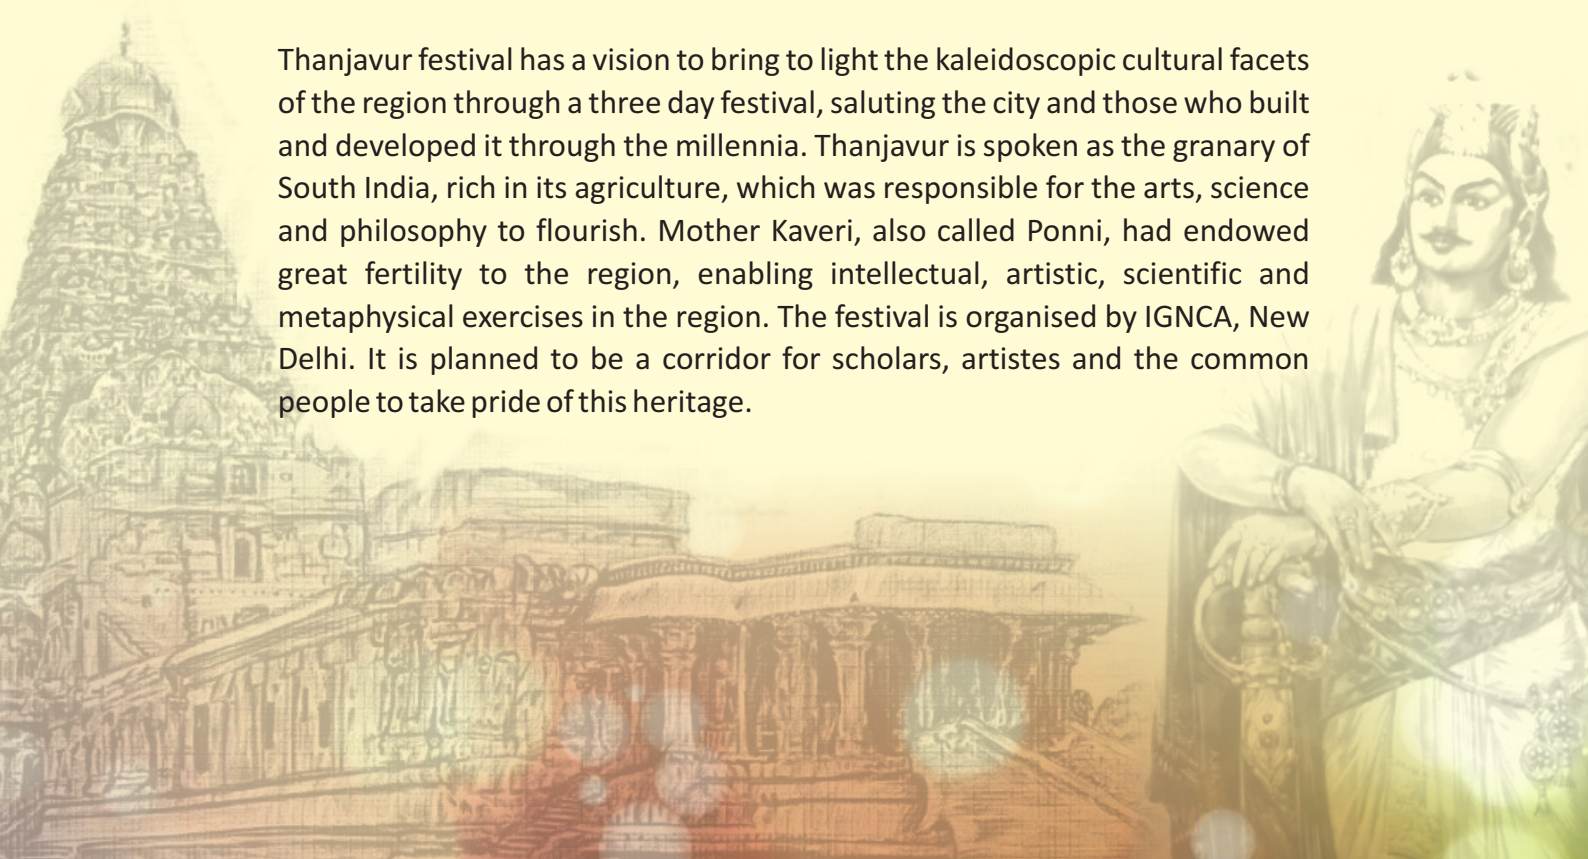 Thanjavur festival has a vision to bring to light the kaleidoscopic cultural facets
of the region through a three day festival, saluting the city and those who built
and developed it through the millennia. Thanjavur is spoken as the granary of
South India, rich in its agriculture, which was responsible for the arts, science
and philosophy to flourish. Mother Kaveri, also called Ponni, had endowed
great fertility to the region, enabling intellectual, artistic, scientific and
metaphysical exercises in the region. The festival is organised by IGNCA, New
Delhi. It is planned to be a corridor for scholars, artistes and the common
people to take pride of this heritage.